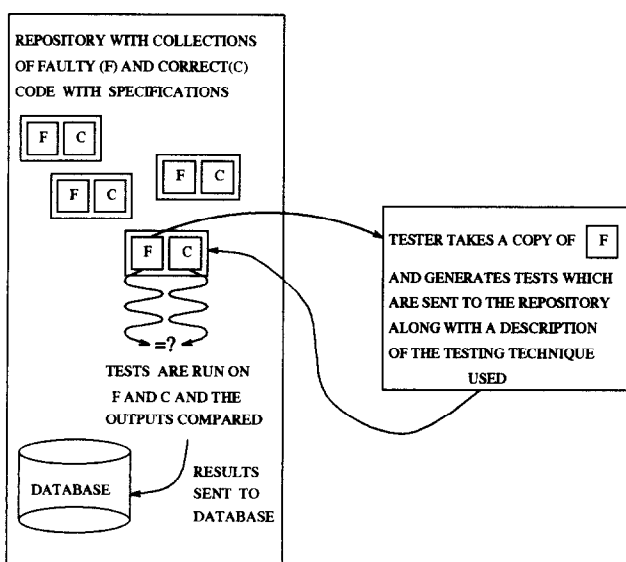 REPOSITORY WITH COLLECTIONS
OF FAULTY (F) AND CORRECT(C)
CODE WITH SPECIFICATIONS
F C
F C
F C
F C
=?
TESTS ARE RUN ON
F AND C AND THE
OUTPUTS COMPARED
DATABASE
RESULTS
SENT TO
DATABASE
TESTER TAKES A COPY OF F
AND GENERATES TESTS WHICH
ARE SENT TO THE REPOSITORY
ALONG WITH A DESCRIPTION
OF THE TESTING TECHNIQUE
USED